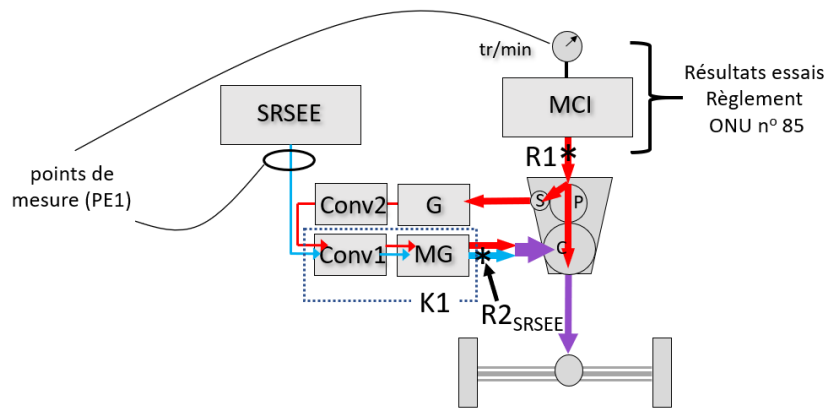 tr/min
Résultats essais
Règlement
ONU nº 85
SRSEE
MCI
R1
points de
mesure (PE1)
Conv2
G
S
P
Conv1
MG
G
K1
R2SRSEE